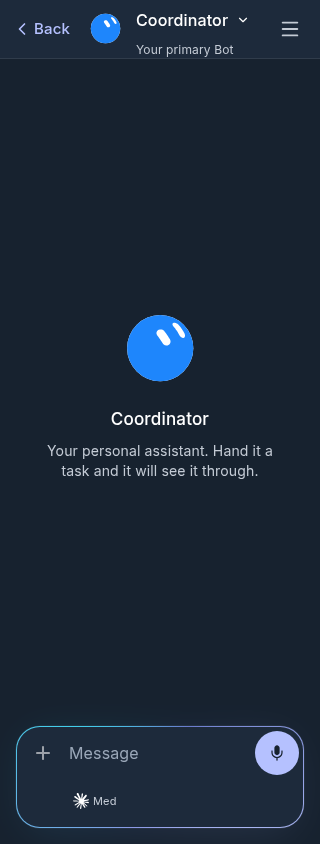 Back
Coordinator
Your primary Bot
Coordinator
Your personal assistant. Hand it a
task and it will see it through.
Message
Med